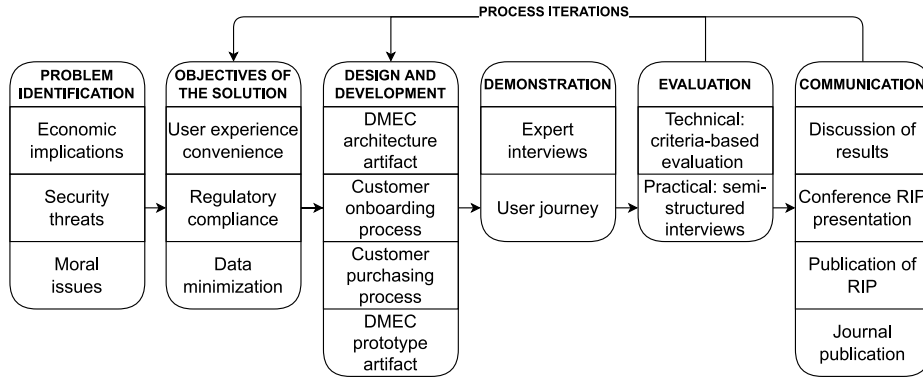 PROCESS ITERATIONS
PROBLEM
IDENTIFICATION
Economic
implications
Security
threats
Moral
issues
OBJECTIVES OF
THE SOLUTION
User experience
convenience
Regulatory
compliance
Data
minimization
DESIGN AND
DEVELOPMENT
DMEC
architecture
artifact
Customer
onboarding
process
Customer
purchasing
process
DMEC
prototype
artifact
DEMONSTRATION
Expert
interviews
User journey
EVALUATION
Technical:
criteria-based
evaluation
Practical: semi-
structured
interviews
COMMUNICATION
Discussion of
results
Conference RIP
presentation
Publication of
RIP
Journal
publication